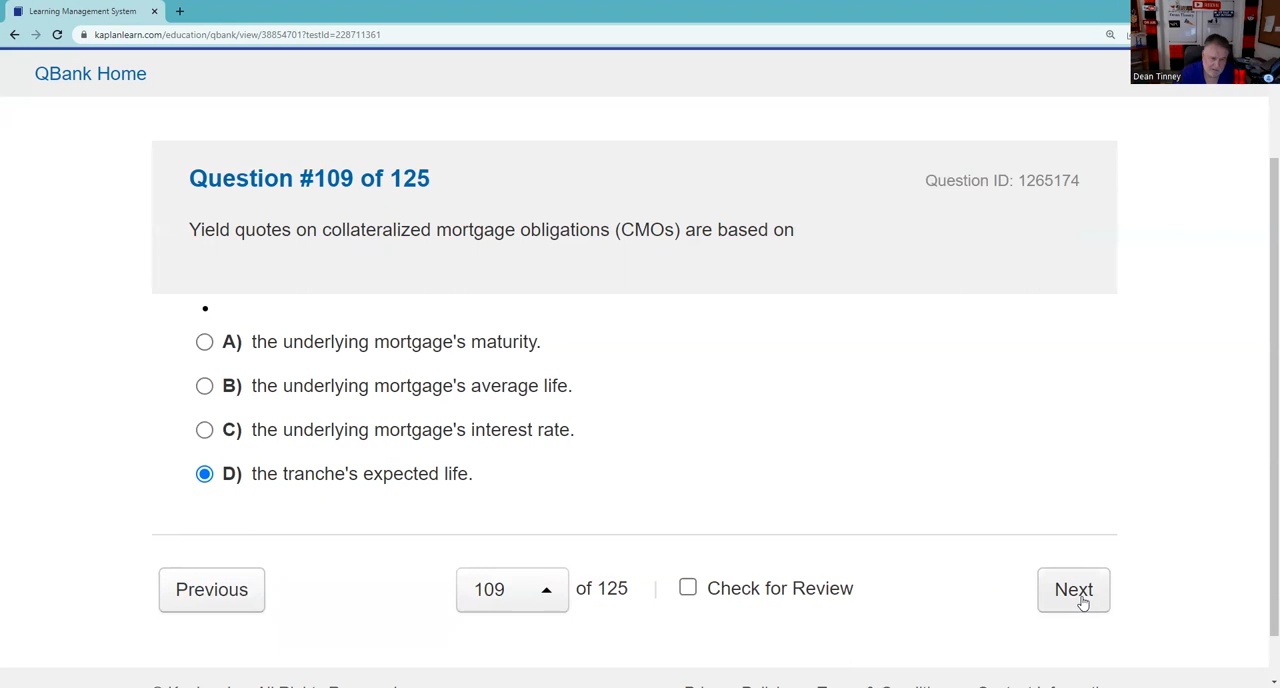 Learning Management System
kaplanlearn.com/education/qbank/view/38854701?testId=228711361
Dean Tinney
QBank Home
Question #109 of 125
Question ID: 1265174
Yield quotes on collateralized mortgage obligations (CMOs) are based on
A) the underlying mortgage's maturity.
B) the underlying mortgage's average life.
C) the underlying mortgage's interest rate.
D) the tranche's expected life.
Previous
109 of 125
Check for Review
Next